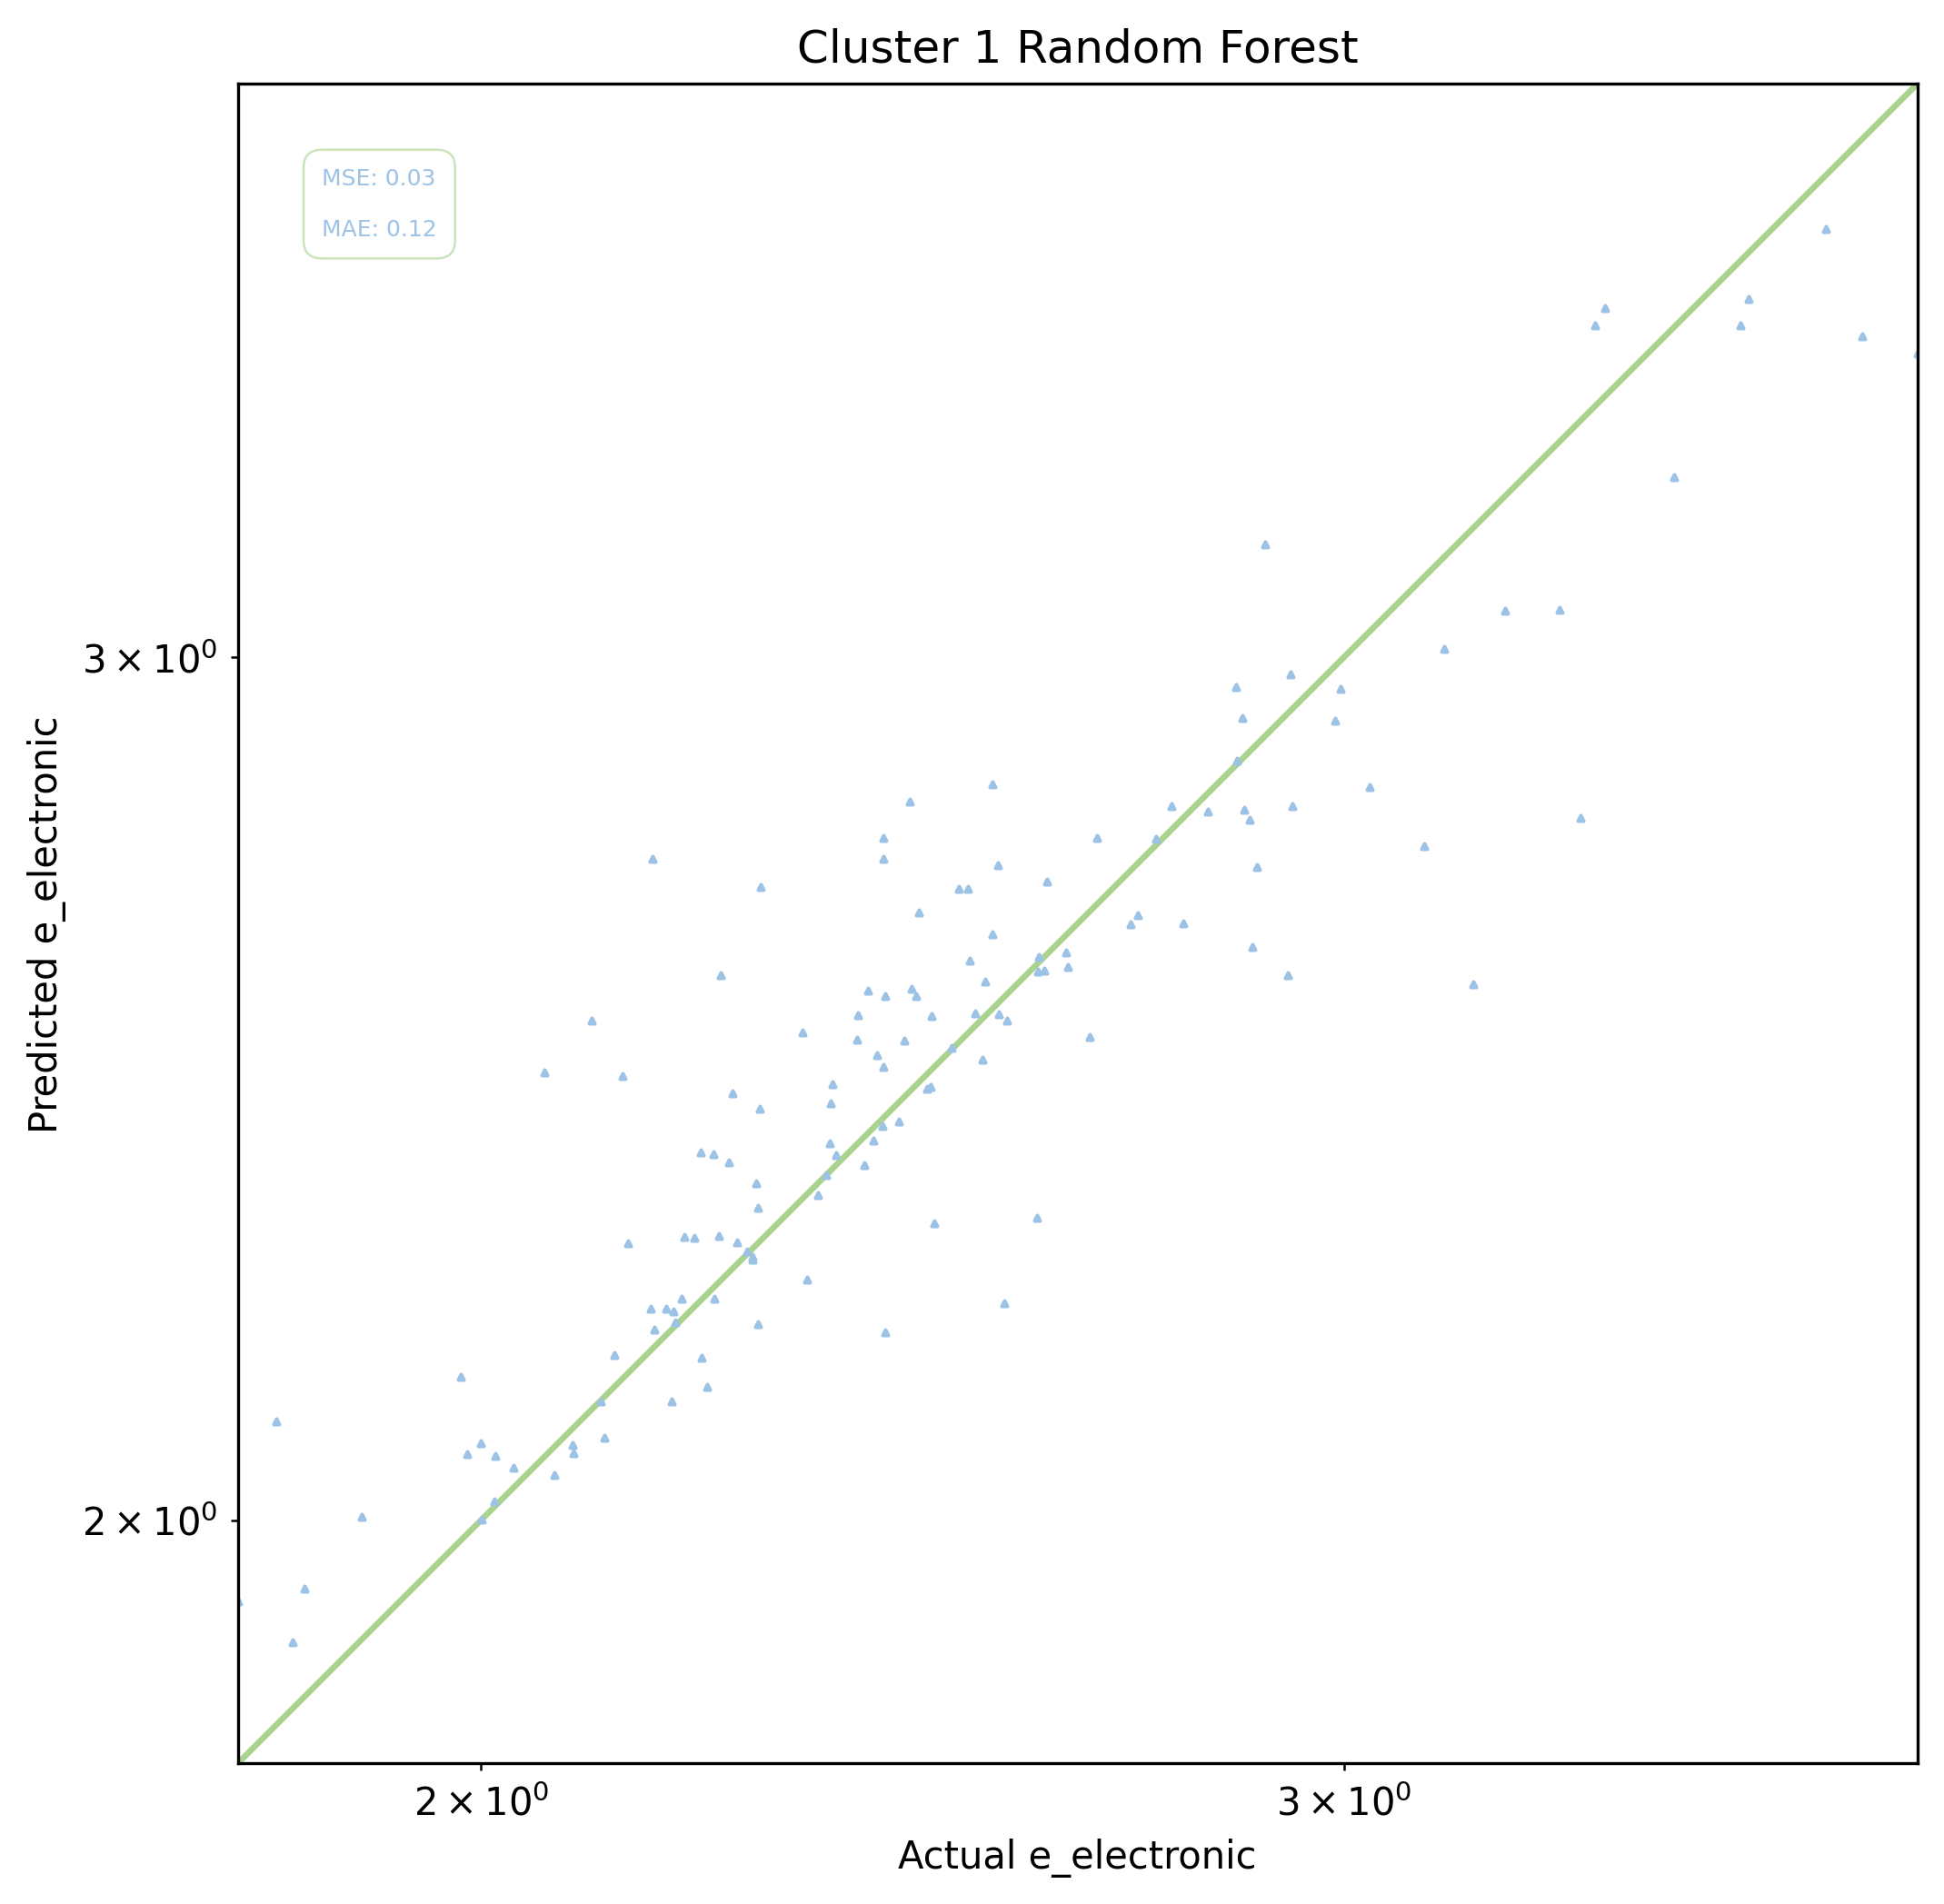 Cluster 1 Random Forest
MSE: 0.03
MAE: 0.12
3 × 10⁰
2 × 10⁰
Predicted e_electronic
2 × 10⁰
3 × 10⁰
Actual e_electronic